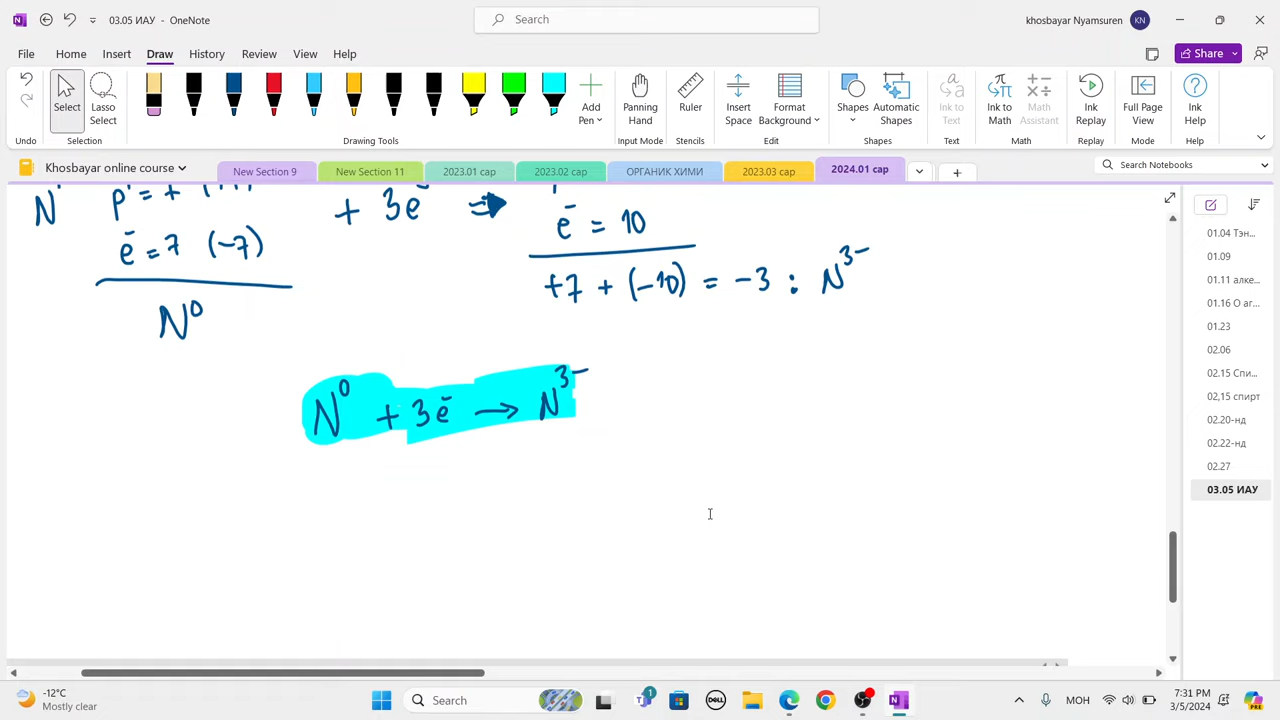 03.05 ИАУ - OneNote
Search
khosbayar Nyamsuren
KN
File Home Insert Draw History Review View Help
Share
Undo
Select
Lasso Select
Add Pen
Panning Hand
Ruler
Insert Space
Format Background
Shapes
Automatic Shapes
Ink to Text
Ink to Math
Math Assistant
Ink Replay
Full Page View
Ink Help
Undo Selection Drawing Tools Input Mode Stencils Edit Shapes Text Math Replay Mode Help
Khosbayar online course
New Section 9 New Section 11 2023.01 сар 2023.02 сар ОРГАНИК ХИМИ 2023.03 сар 2024.01 сар
Search Notebooks
01.04 Тэн...
01.09
01.11 алке...
01.16 О аг...
01.23
02.06
02.15 Спи...
02,15 спирт
02.20-нд
02.22-нд
02.27
03.05 ИАУ
N p⁺ = + + 3e⁻ ⇒
e⁻ = 7 (-7) e⁻ = 10
N⁰ +7 + (-10) = -3 : N³⁻
N⁰ + 3e⁻ → N³⁻
-12°C
Mostly clear
Search
1
DELL
МОН
7:31 PM
3/5/2024
PRE